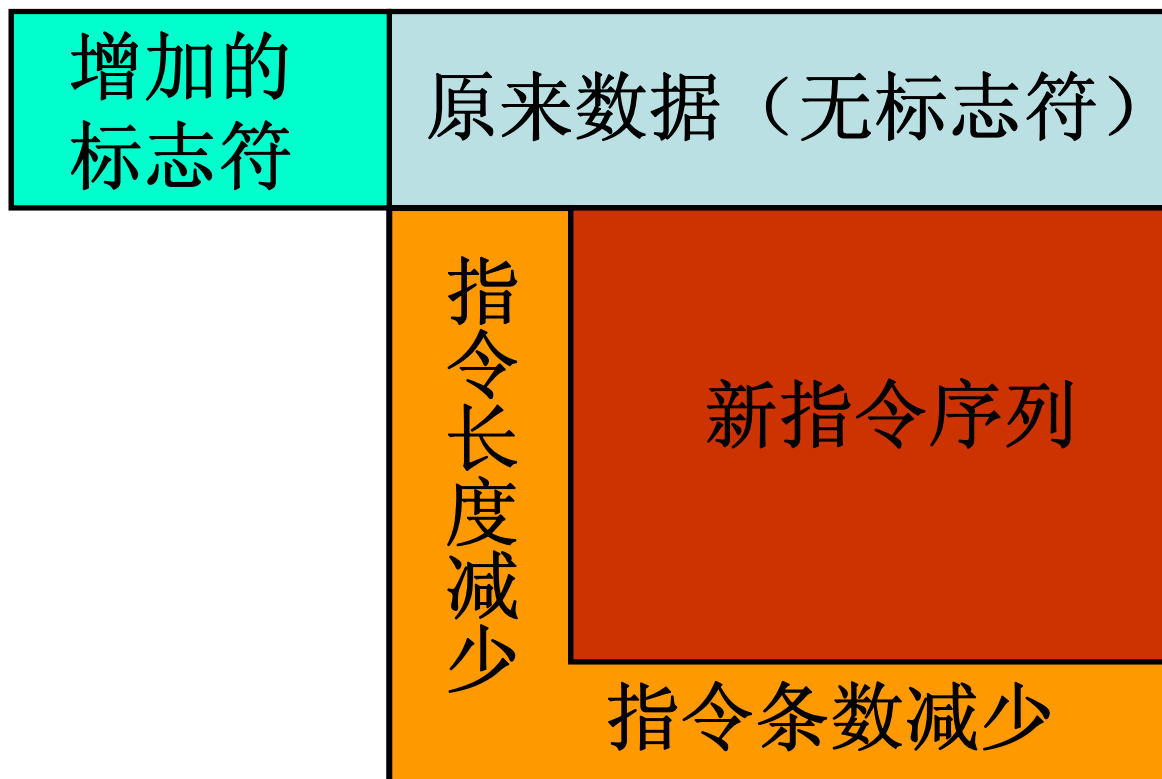 增加的
标志符
原来数据（无标志符）
指令长度减少
新指令序列
指令条数减少